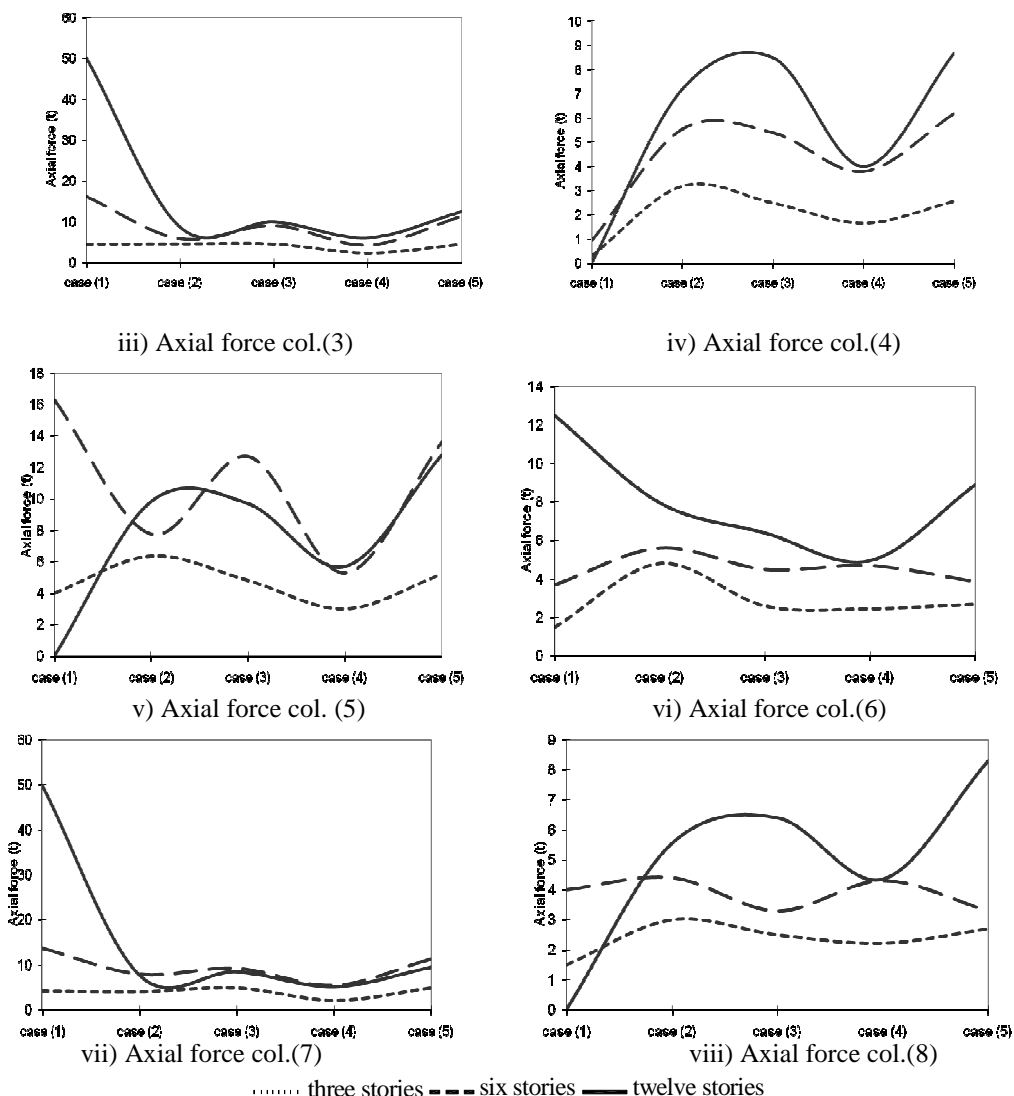 60
50
40
30
20
10
0
Axial force (t)
case (1) case (2) case (3) case (4) case (5)
iii) Axial force col.(3)
10
9
8
7
6
5
4
3
2
1
0
Axial force (t)
case (1) case (2) case (3) case (4) case (5)
iv) Axial force col.(4)
18
16
14
12
10
8
6
4
2
0
Axial force (t)
case (1) case (2) case (3) case (4) case (5)
v) Axial force col. (5)
14
12
10
8
6
4
2
0
Axial force (t)
case (1) case (2) case (3) case (4) case (5)
vi) Axial force col.(6)
60
50
40
30
20
10
0
Axial force (t)
case (1) case (2) case (3) case (4) case (5)
vii) Axial force col.(7)
9
8
7
6
5
4
3
2
1
0
Axial force (t)
case (1) case (2) case (3) case (4) case (5)
viii) Axial force col.(8)
three stories six stories twelve stories